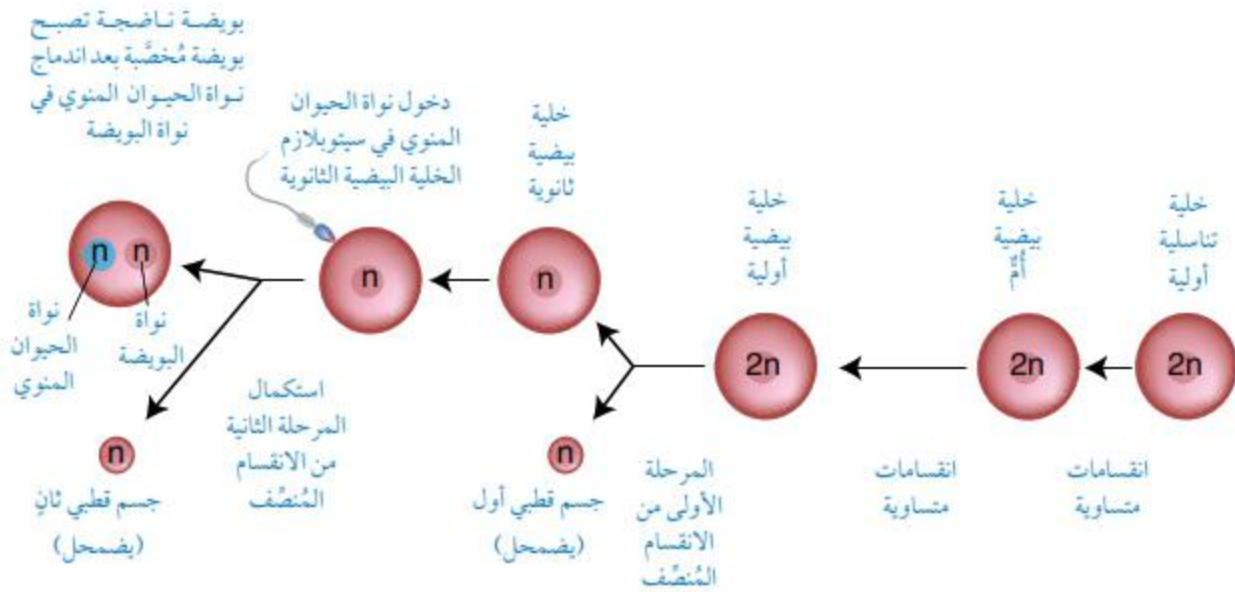 خلية
تناسلية
أولية
2n
انقسامات
متساوية
خلية
بيضية
أُمٌّ
2n
انقسامات
متساوية
خلية
بيضية
أولية
2n
المرحلة
الأولى من
الانقسام
المُنصِّف
خلية
بيضية
ثانوية
n
n
جسم قطبي أول
(يضمحل)
دخول نواة الحيوان
المنوي في سيتوبلازم
الخلية البيضية الثانوية
n
استكمال
المرحلة الثانية
من الانقسام
المُنصِّف
بويضة ناضجة تصبح
بويضة مُخصَّبة بعد اندماج
نواة الحيوان المنوي في
نواة البويضة
n
n
نواة
البويضة
نواة
الحيوان
المنوي
n
جسم قطبي ثانٍ
(يضمحل)